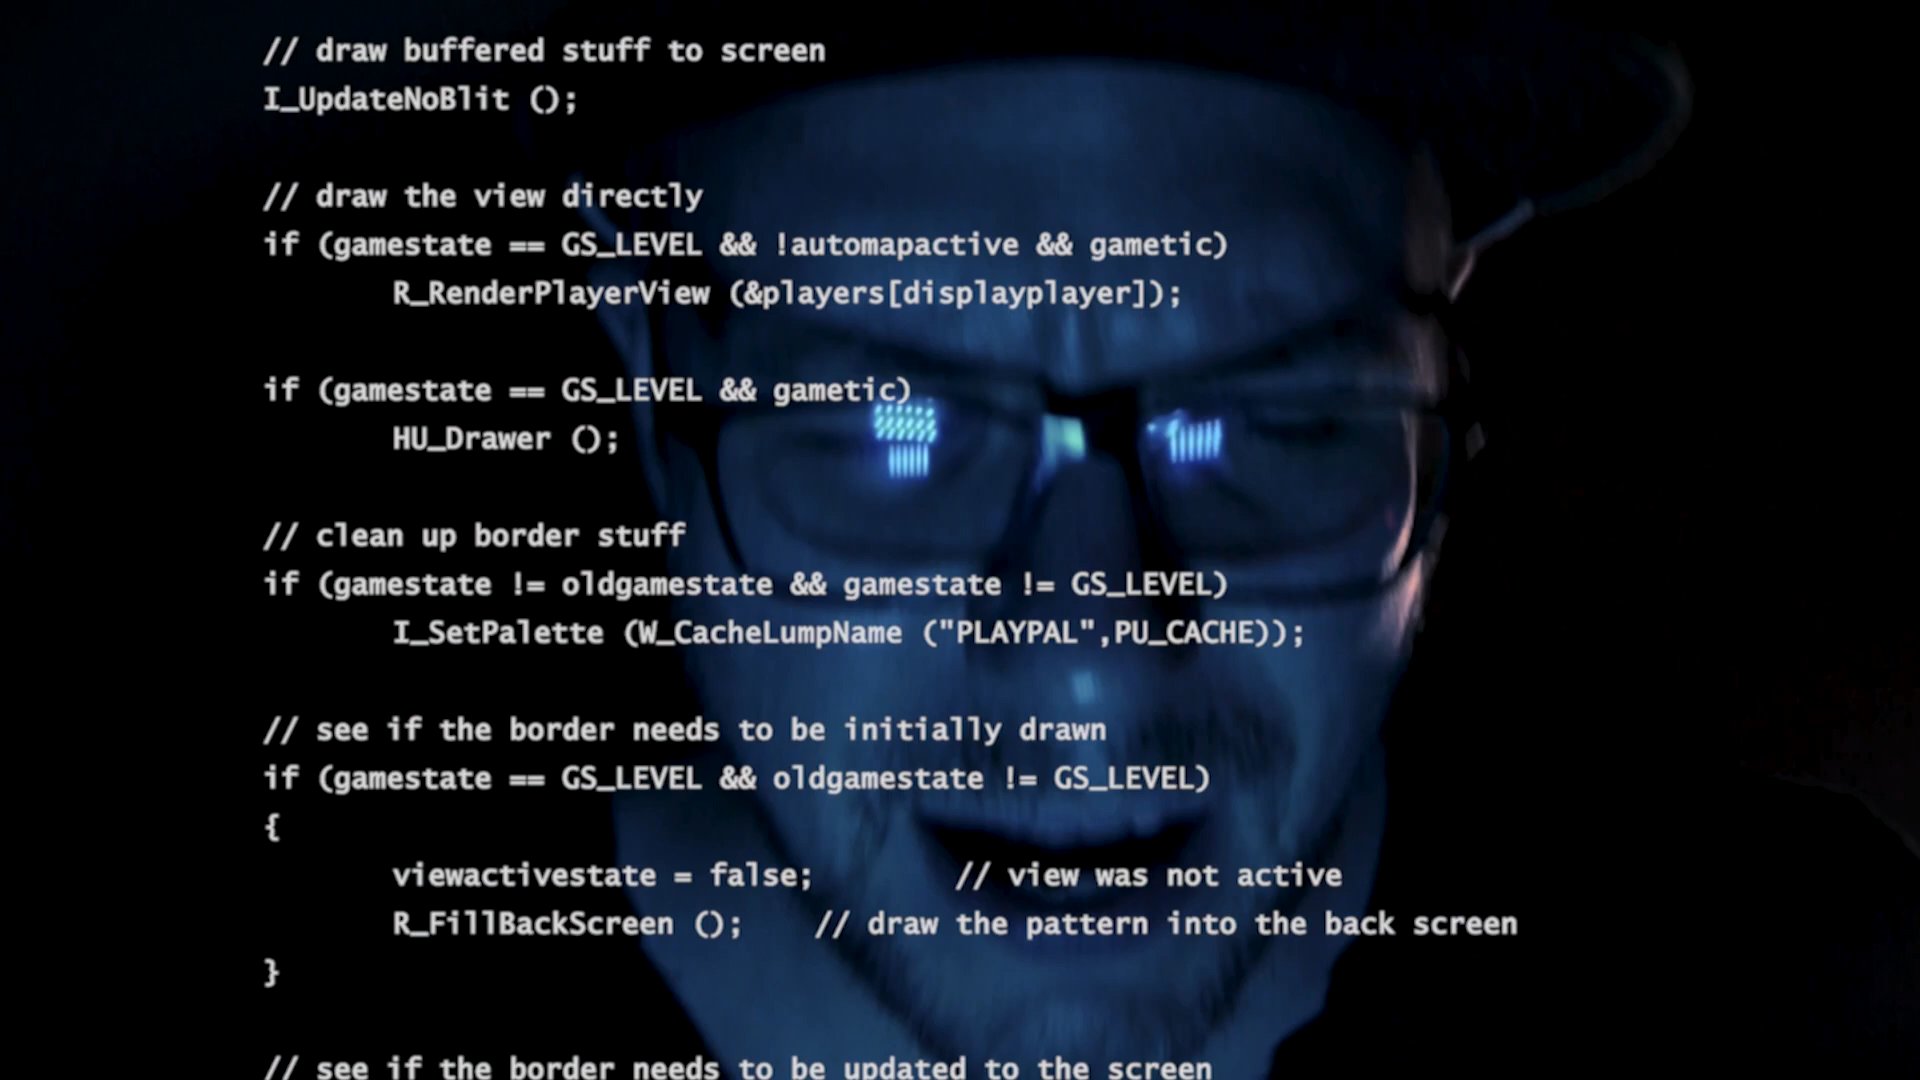 // draw buffered stuff to screen
I_UpdateNoBlit ();
// draw the view directly
if (gamestate == GS_LEVEL && !automapactive && gametic)
R_RenderPlayerView (&players[displayplayer]);
if (gamestate == GS_LEVEL && gametic)
HU_Drawer ();
// clean up border stuff
if (gamestate != oldgamestate && gamestate != GS_LEVEL)
I_SetPalette (W_CacheLumpName ("PLAYPAL",PU_CACHE));
// see if the border needs to be initially drawn
if (gamestate == GS_LEVEL && oldgamestate != GS_LEVEL)
{
viewactivestate = false; // view was not active
R_FillBackScreen (); // draw the pattern into the back screen
}
// see if the border needs to be updated to the screen